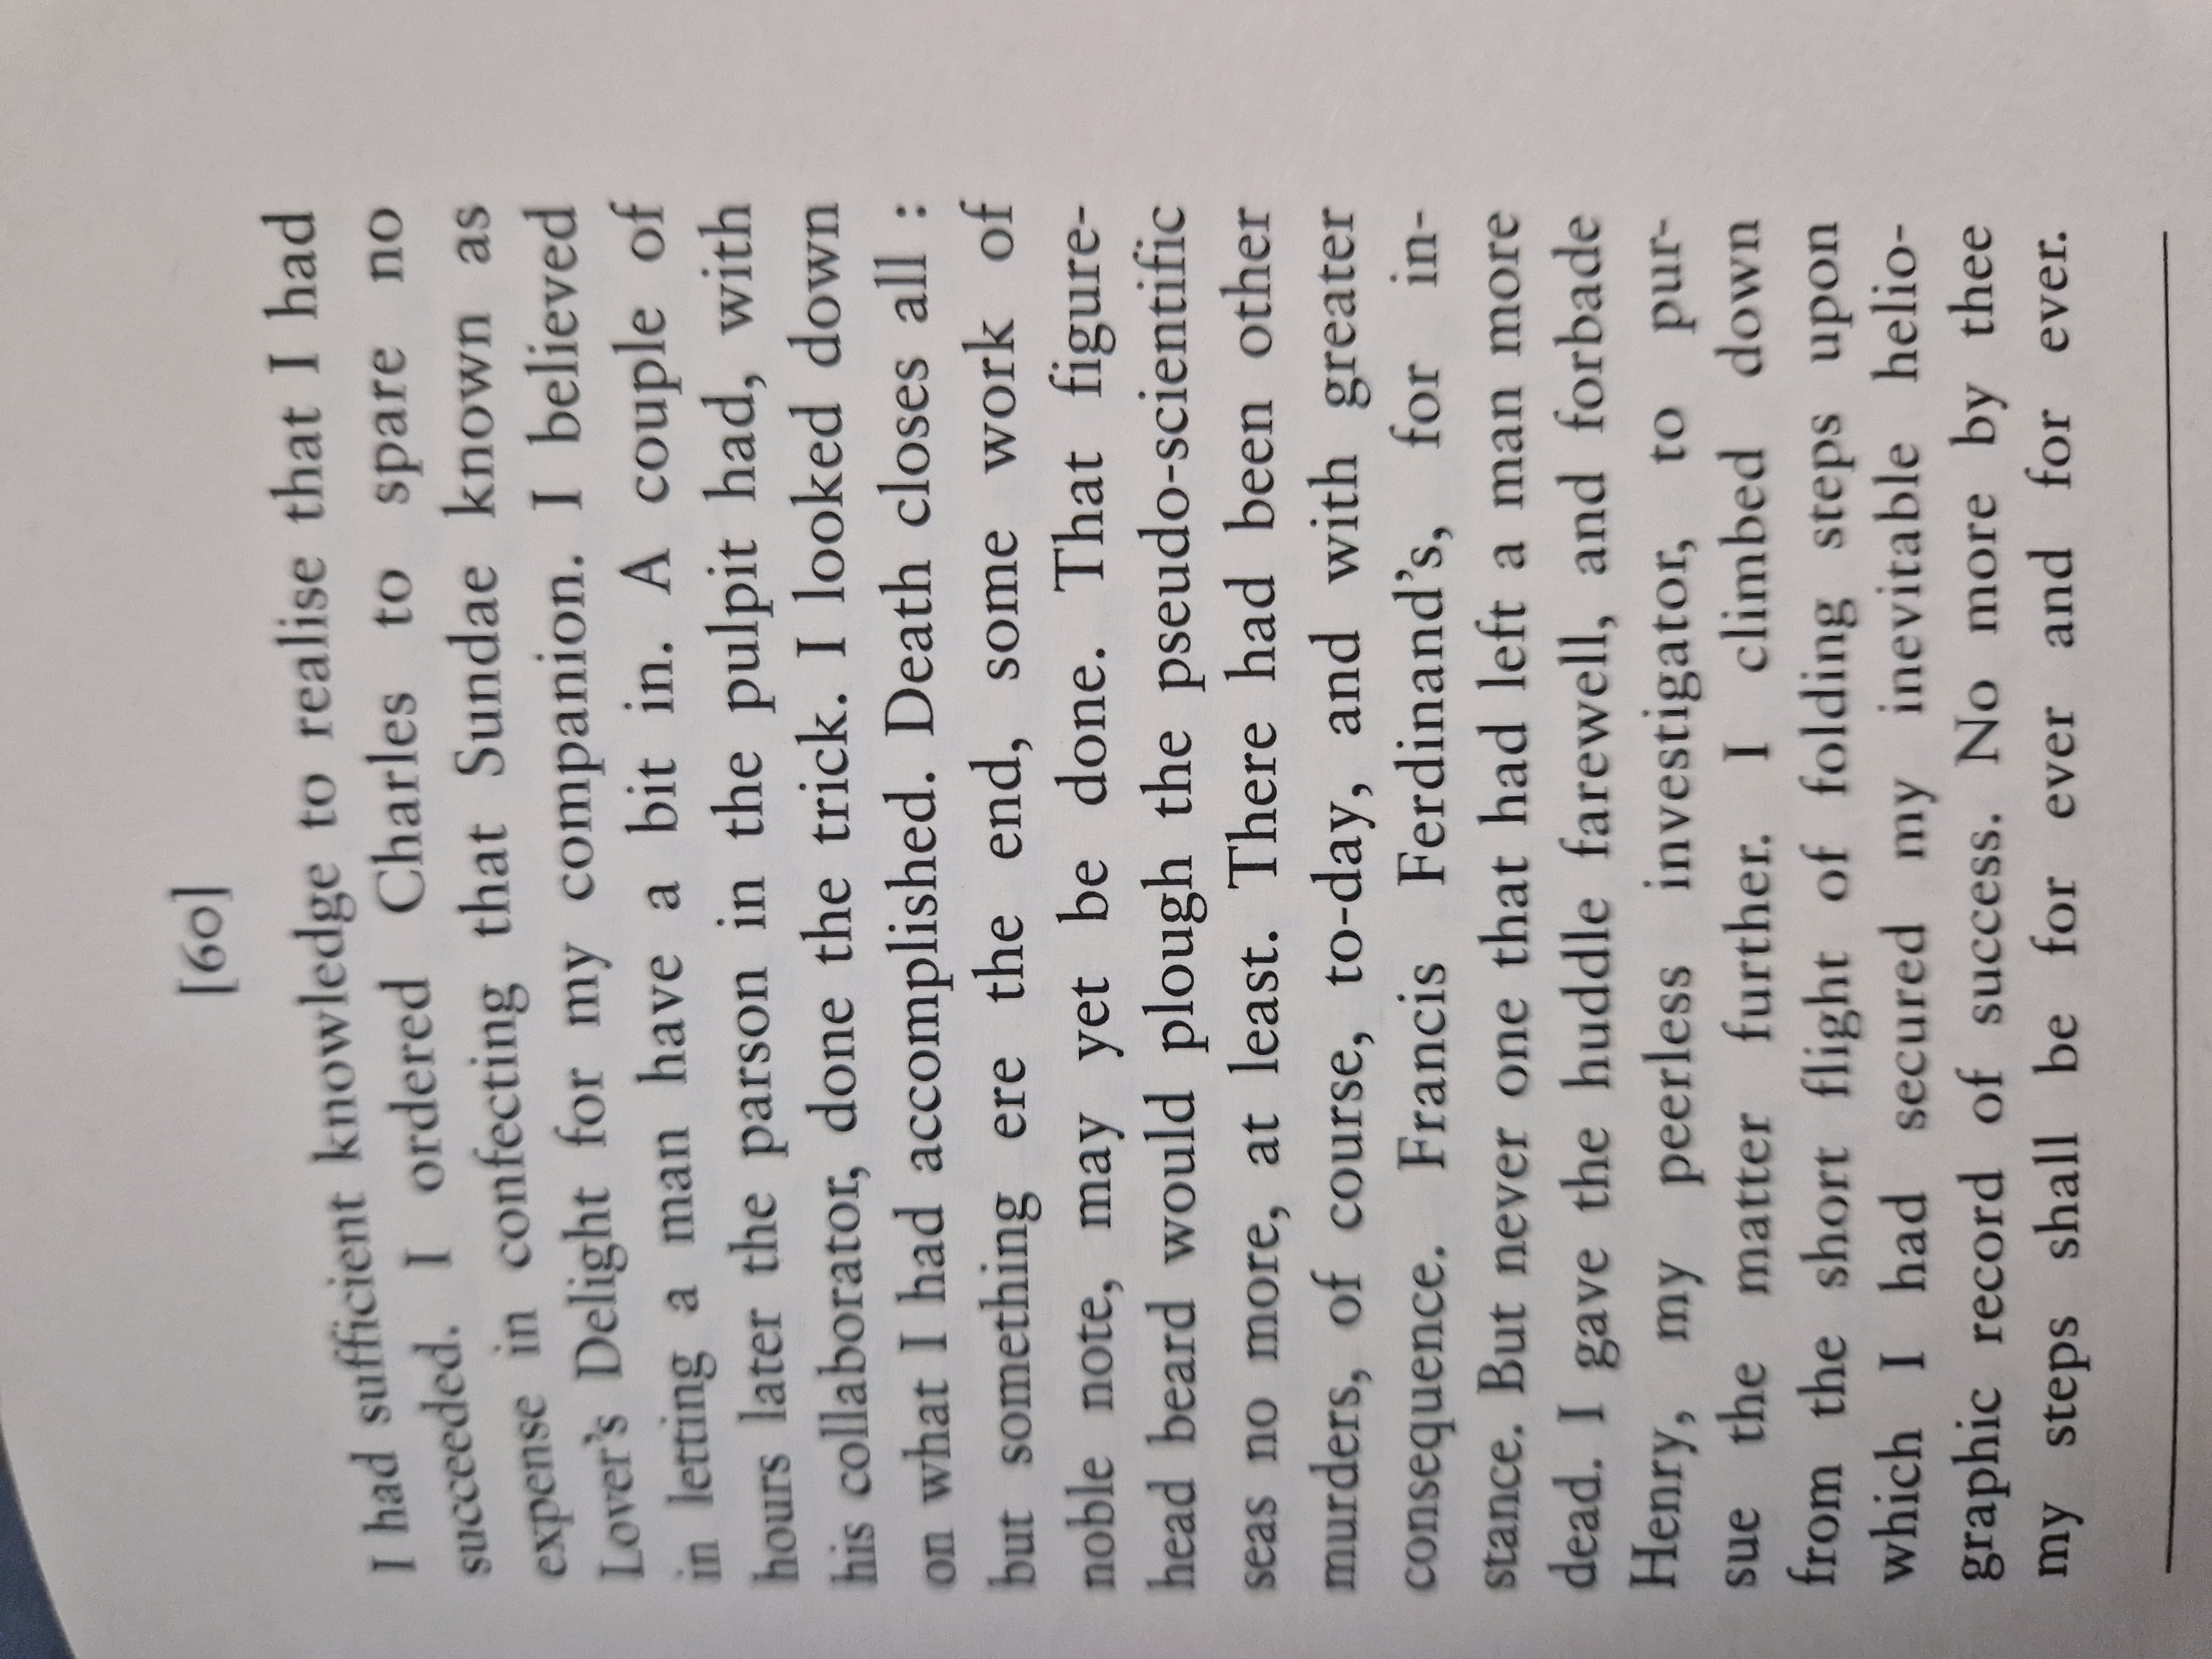 [60]
I had sufficient knowledge to realise that I had
succeeded. I ordered Charles to spare no
expense in confecting that Sundae known as
Lover's Delight for my companion. I believed
in letting a man have a bit in. A couple of
hours later the parson in the pulpit had, with
his collaborator, done the trick. I looked down
on what I had accomplished. Death closes all :
but something ere the end, some work of
noble note, may yet be done. That figure-
head beard would plough the pseudo-scientific
seas no more, at least. There had been other
murders, of course, to-day, and with greater
consequence. Francis Ferdinand's, for in-
stance. But never one that had left a man more
dead. I gave the huddle farewell, and forbade
Henry, my peerless investigator, to pur-
sue the matter further. I climbed down
from the short flight of folding steps upon
which I had secured my inevitable helio-
graphic record of success. No more by thee
my steps shall be for ever and for ever.